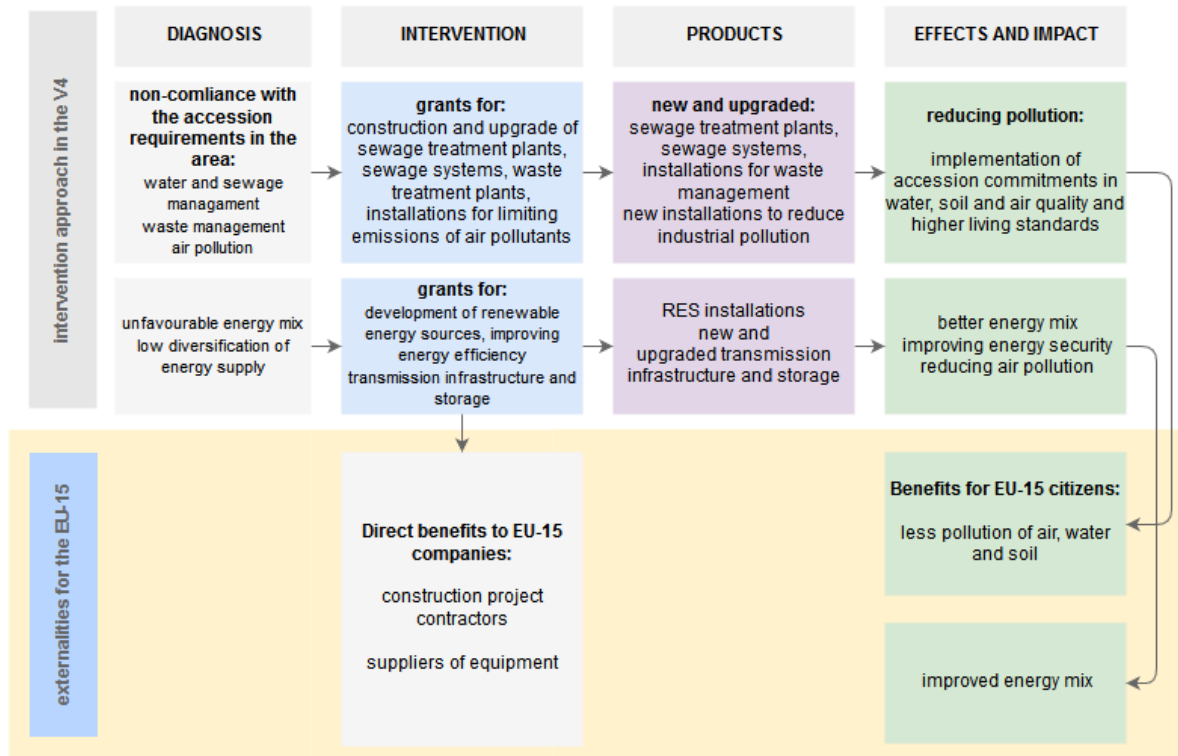 DIAGNOSIS
INTERVENTION
PRODUCTS
EFFECTS AND IMPACT
intervention approach in the V4
non-comliance with
the accession
requirements in the
area:
water and sewage
managament
waste management
air pollution
grants for:
construction and upgrade of
sewage treatment plants,
sewage systems, waste
treatment plants,
installations for limiting
emissions of air pollutants
new and upgraded:
sewage treatment plants,
sewage systems,
installations for waste
management
new installations to reduce
industrial pollution
reducing pollution:
implementation of
accession commitments in
water, soil and air quality and
higher living standards
unfavourable energy mix
low diversification of
energy supply
grants for:
development of renewable
energy sources, improving
energy efficiency
transmission infrastructure and
storage
RES installations
new and
upgraded transmission
infrastructure and storage
better energy mix
improving energy security
reducing air pollution
externalities for the EU-15
Direct benefits to EU-15
companies:
construction project
contractors
suppliers of equipment
Benefits for EU-15 citizens:
less pollution of air, water
and soil
improved energy mix